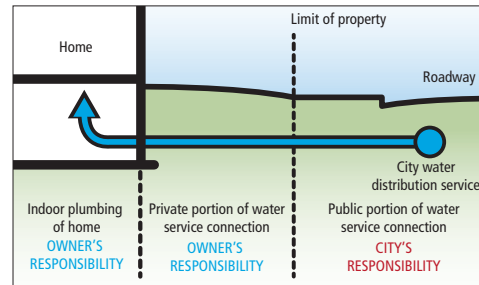 Limit of property
Home
Roadway
City water
distribution service
Indoor plumbing
of home
OWNER'S
RESPONSIBILITY
Private portion of water
service connection
OWNER'S
RESPONSIBILITY
Public portion of water
service connection
CITY'S
RESPONSIBILITY